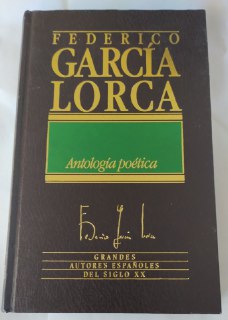 FEDERICO
GARCÍA
LORCA
Antología poética
Federico García Lorca
GRANDES
AUTORES ESPAÑOLES
DEL SIGLO XX